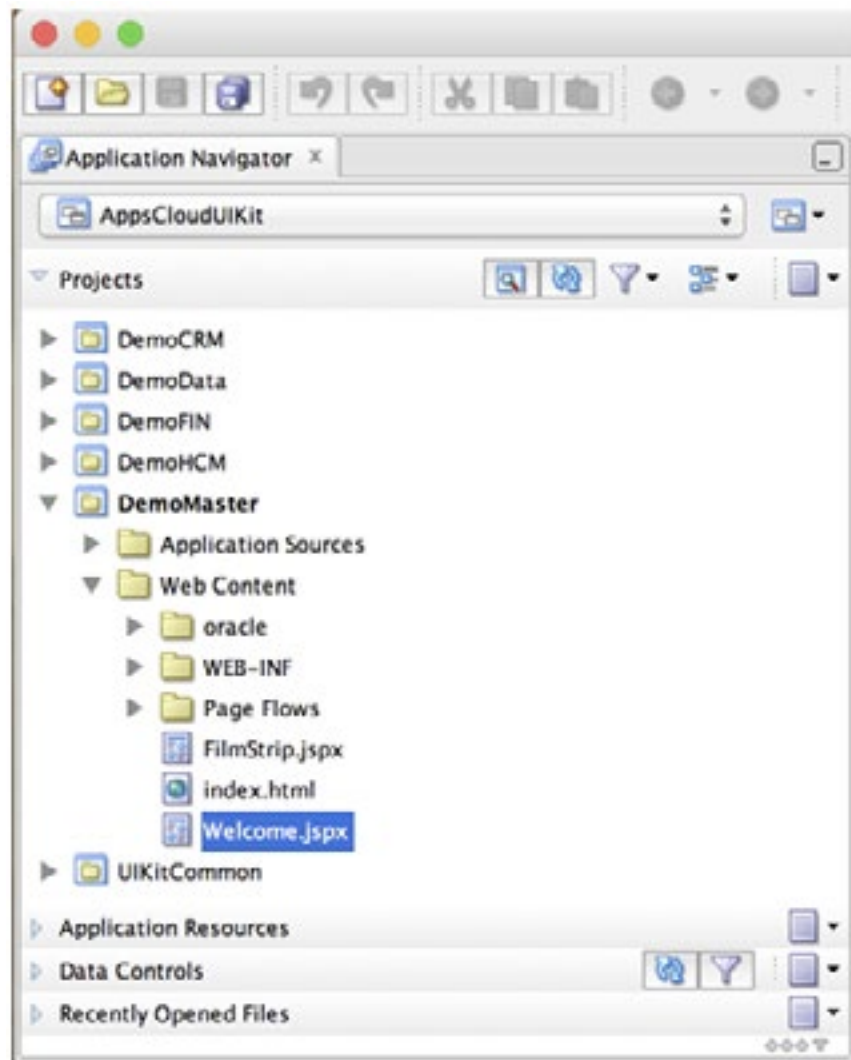 Application Navigator
AppsCloudUIKit
Projects
DemoCRM
DemoData
DemoFIN
DemoHCM
DemoMaster
Application Sources
Web Content
oracle
WEB-INF
Page Flows
FilmStrip.jspx
index.html
Welcome.jspx
UIKitCommon
Application Resources
Data Controls
Recently Opened Files